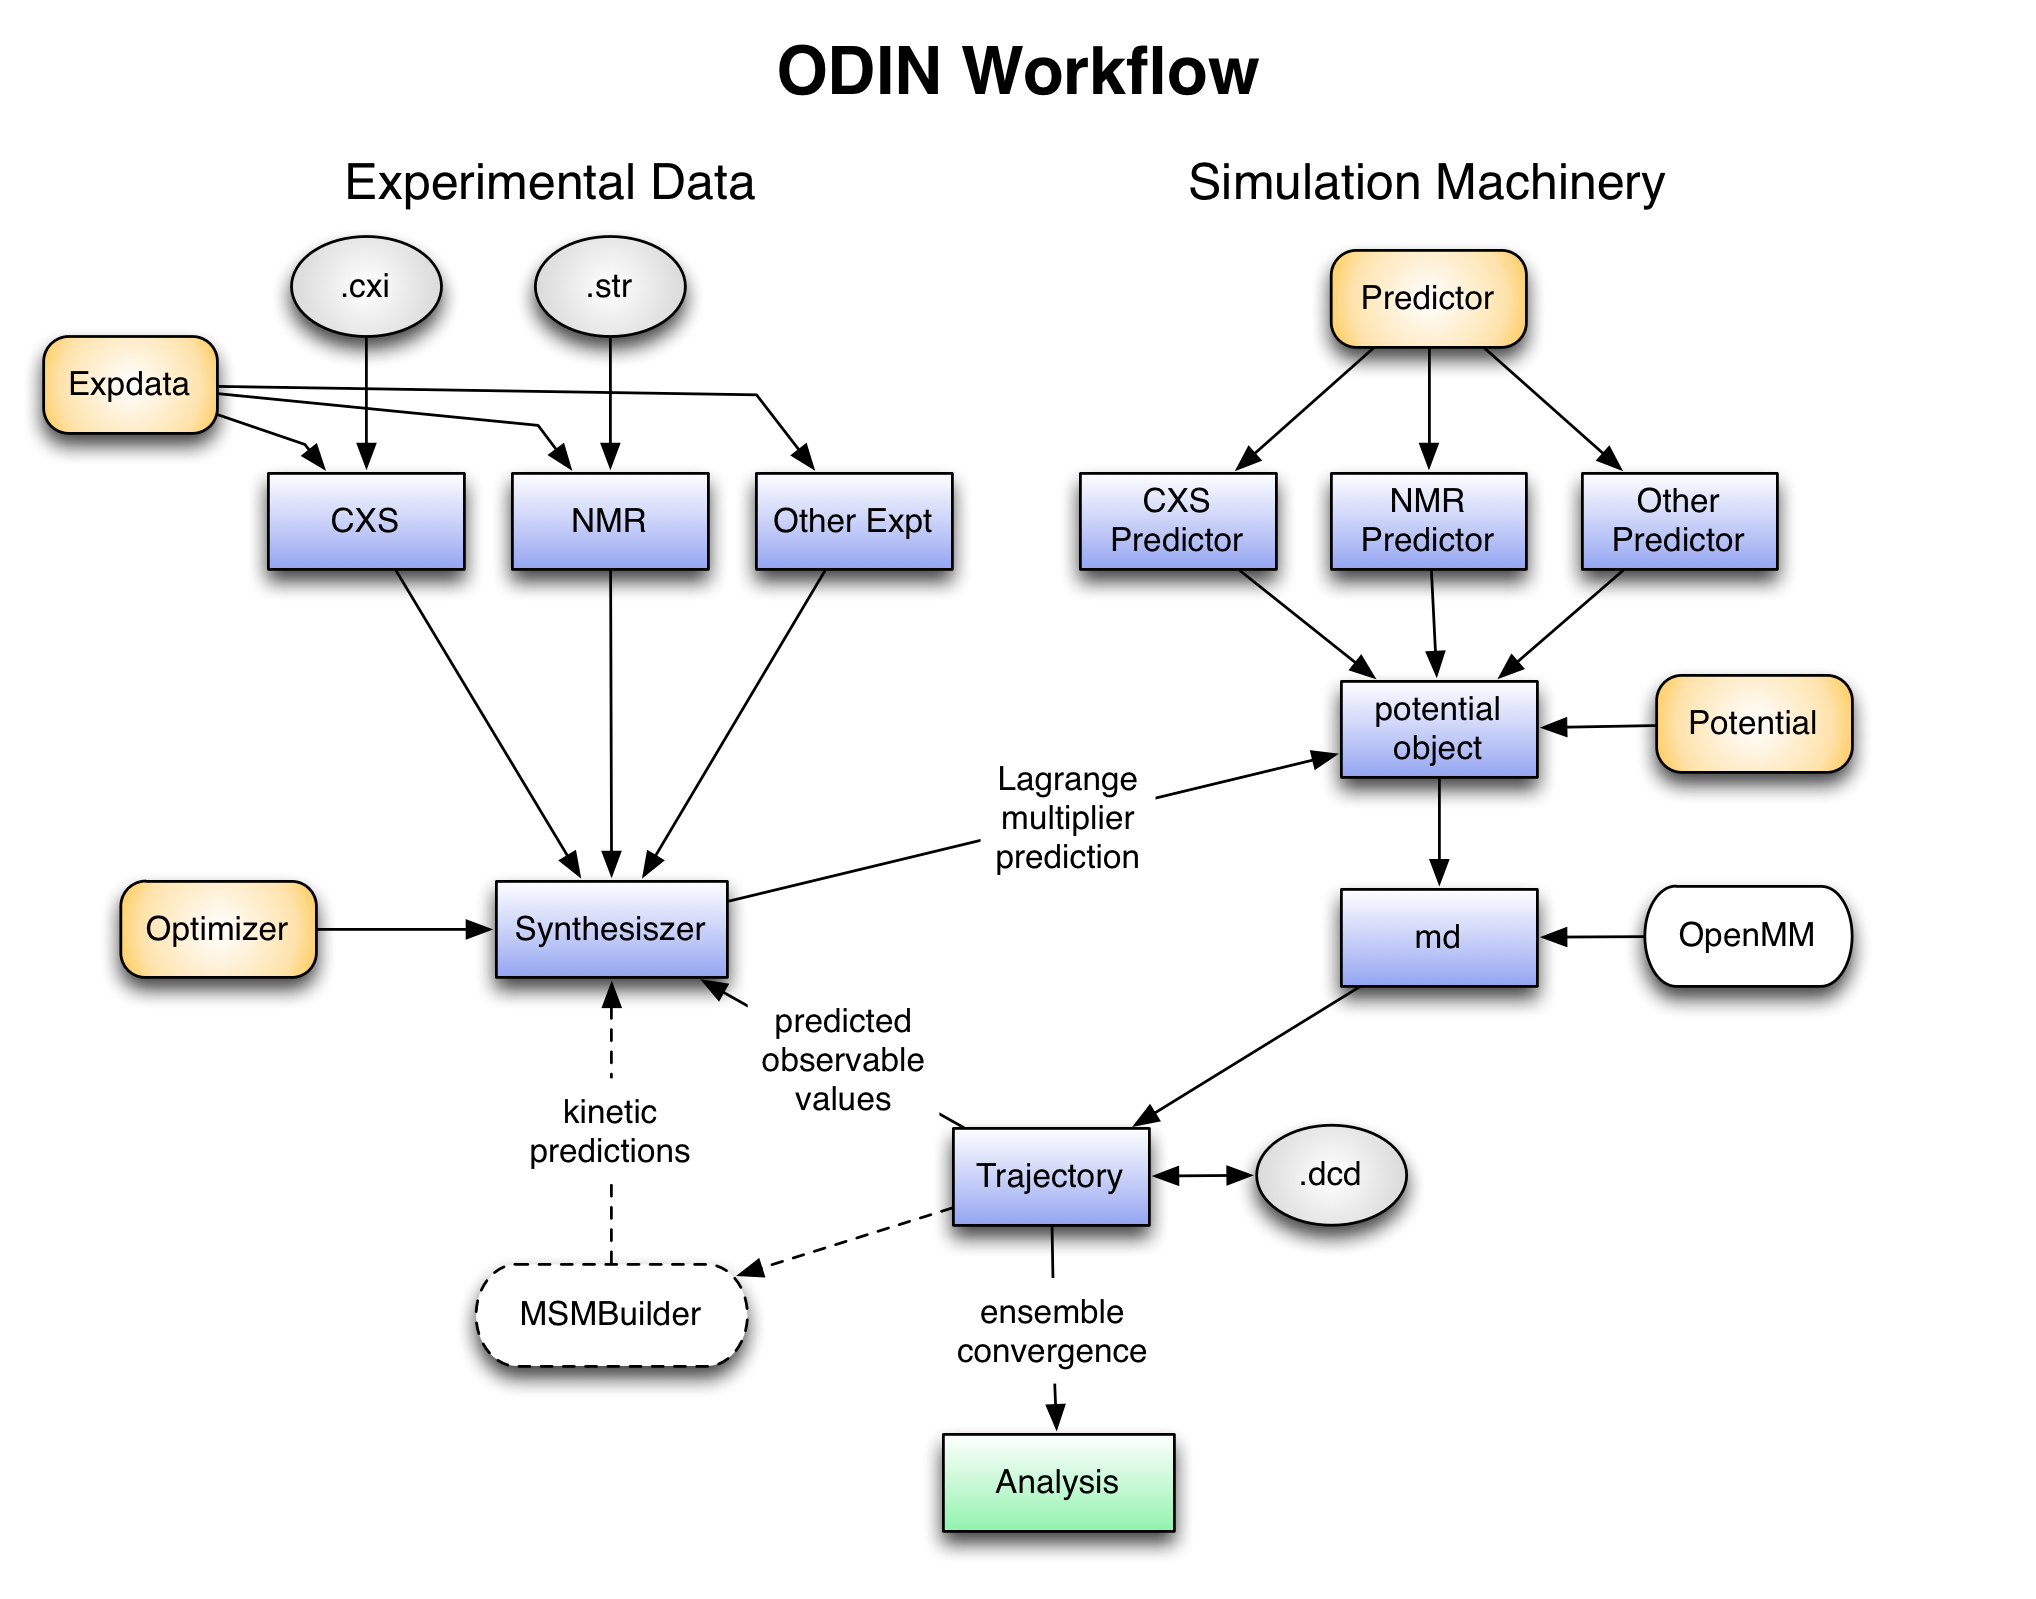 ODIN Workflow
Experimental Data
Simulation Machinery
.cxi
.str
Predictor
Expdata
CXS
NMR
Other Expt
CXS
Predictor
NMR
Predictor
Other
Predictor
potential
object
Potential
Lagrange
multiplier
prediction
Optimizer
Synthesiszer
md
OpenMM
predicted
observable
values
kinetic
predictions
Trajectory
.dcd
MSMBuilder
ensemble
convergence
Analysis